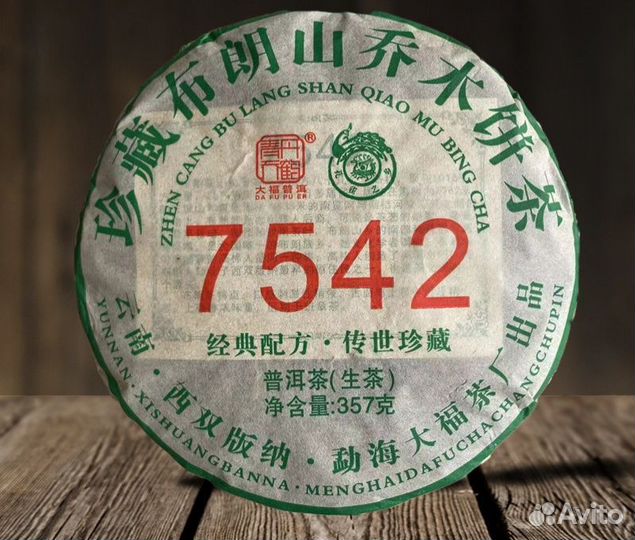 珍藏布朗山乔木饼茶
ZHEN CANG BU LANG SHAN QIAO MU BING CHA
®
大福普洱
DA FU PU ER
7542
经典配方·传世珍藏
普洱茶(生茶)
净含量:357克
云南·西双版纳·勐海大福茶厂出品
YUNNAN·XISHUANGBANNA·MENGHAIDAFUCHACHANGCHUPIN
Avito